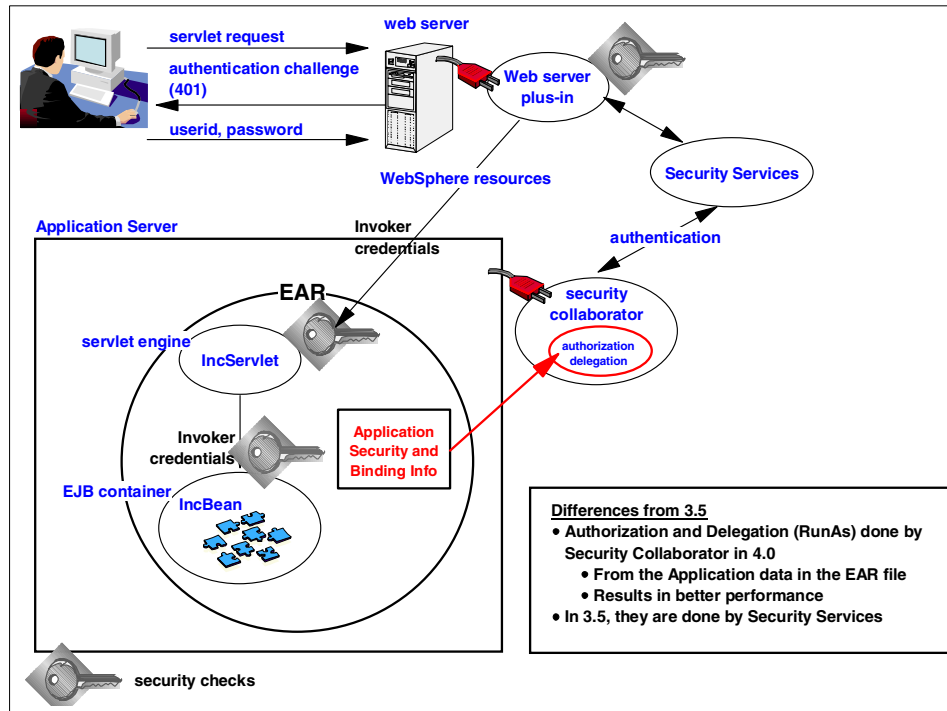 web server
servlet request
authentication challenge
(401)
userid, password
Web server
plus-in
Security Services
WebSphere resources
authentication
Application Server
Invoker
credentials
EAR
security
collaborator
authorization
delegation
servlet engine
IncServlet
Invoker
credentials
Application
Security and
Binding Info
EJB container
IncBean
Differences from 3.5
● Authorization and Delegation (RunAs) done by
Security Collaborator in 4.0
● From the Application data in the EAR file
● Results in better performance
● In 3.5, they are done by Security Services
security checks